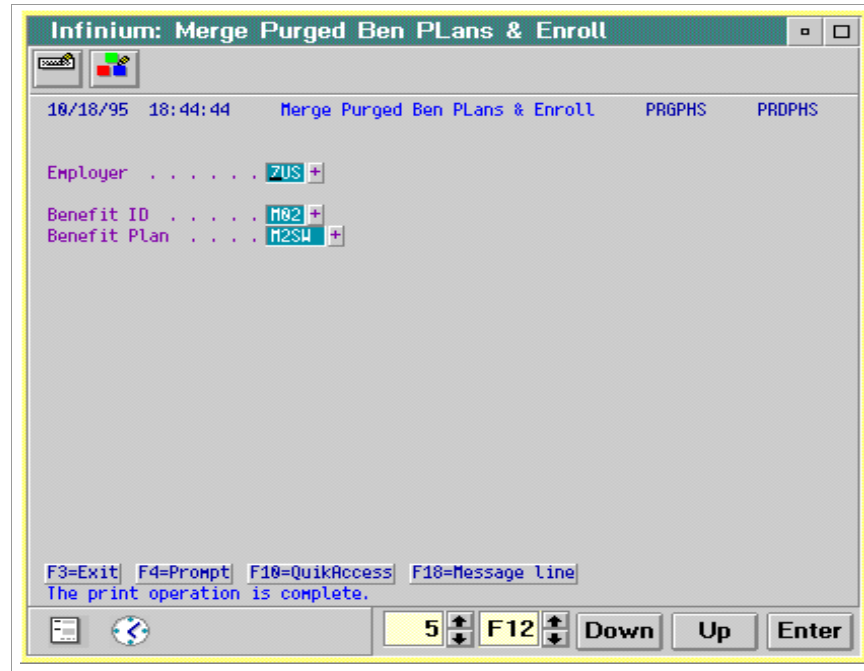 Infinium: Merge Purged Ben PLans & Enroll
10/18/95 18:44:44 Merge Purged Ben PLans & Enroll PRGPHS PRDPHS
Employer . . . . . . ZUS +
Benefit ID . . . . . M02 +
Benefit Plan . . . . M2SW +
F3=Exit F4=Prompt F10=QuikAccess F18=Message line
The print operation is complete.
5 F12 Down Up Enter